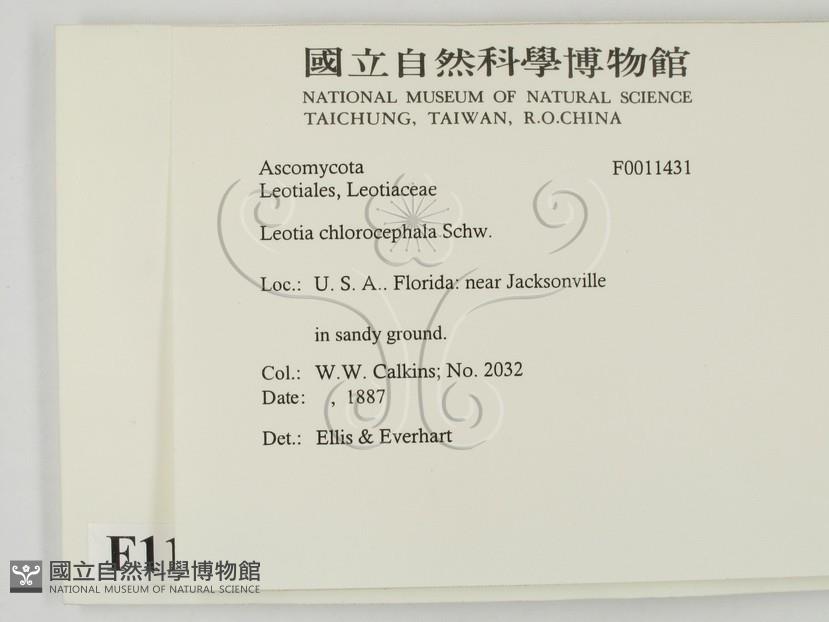 國立自然科學博物館
NATIONAL MUSEUM OF NATURAL SCIENCE
TAICHUNG, TAIWAN, R.O.CHINA
Ascomycota F0011431
Leotiales, Leotiaceae
Leotia chlorocephala Schw.
Loc.: U. S. A.. Florida: near Jacksonville
in sandy ground.
Col.: W.W. Calkins; No. 2032
Date: , 1887
Det.: Ellis & Everhart
F11
國立自然科學博物館
NATIONAL MUSEUM OF NATURAL SCIENCE